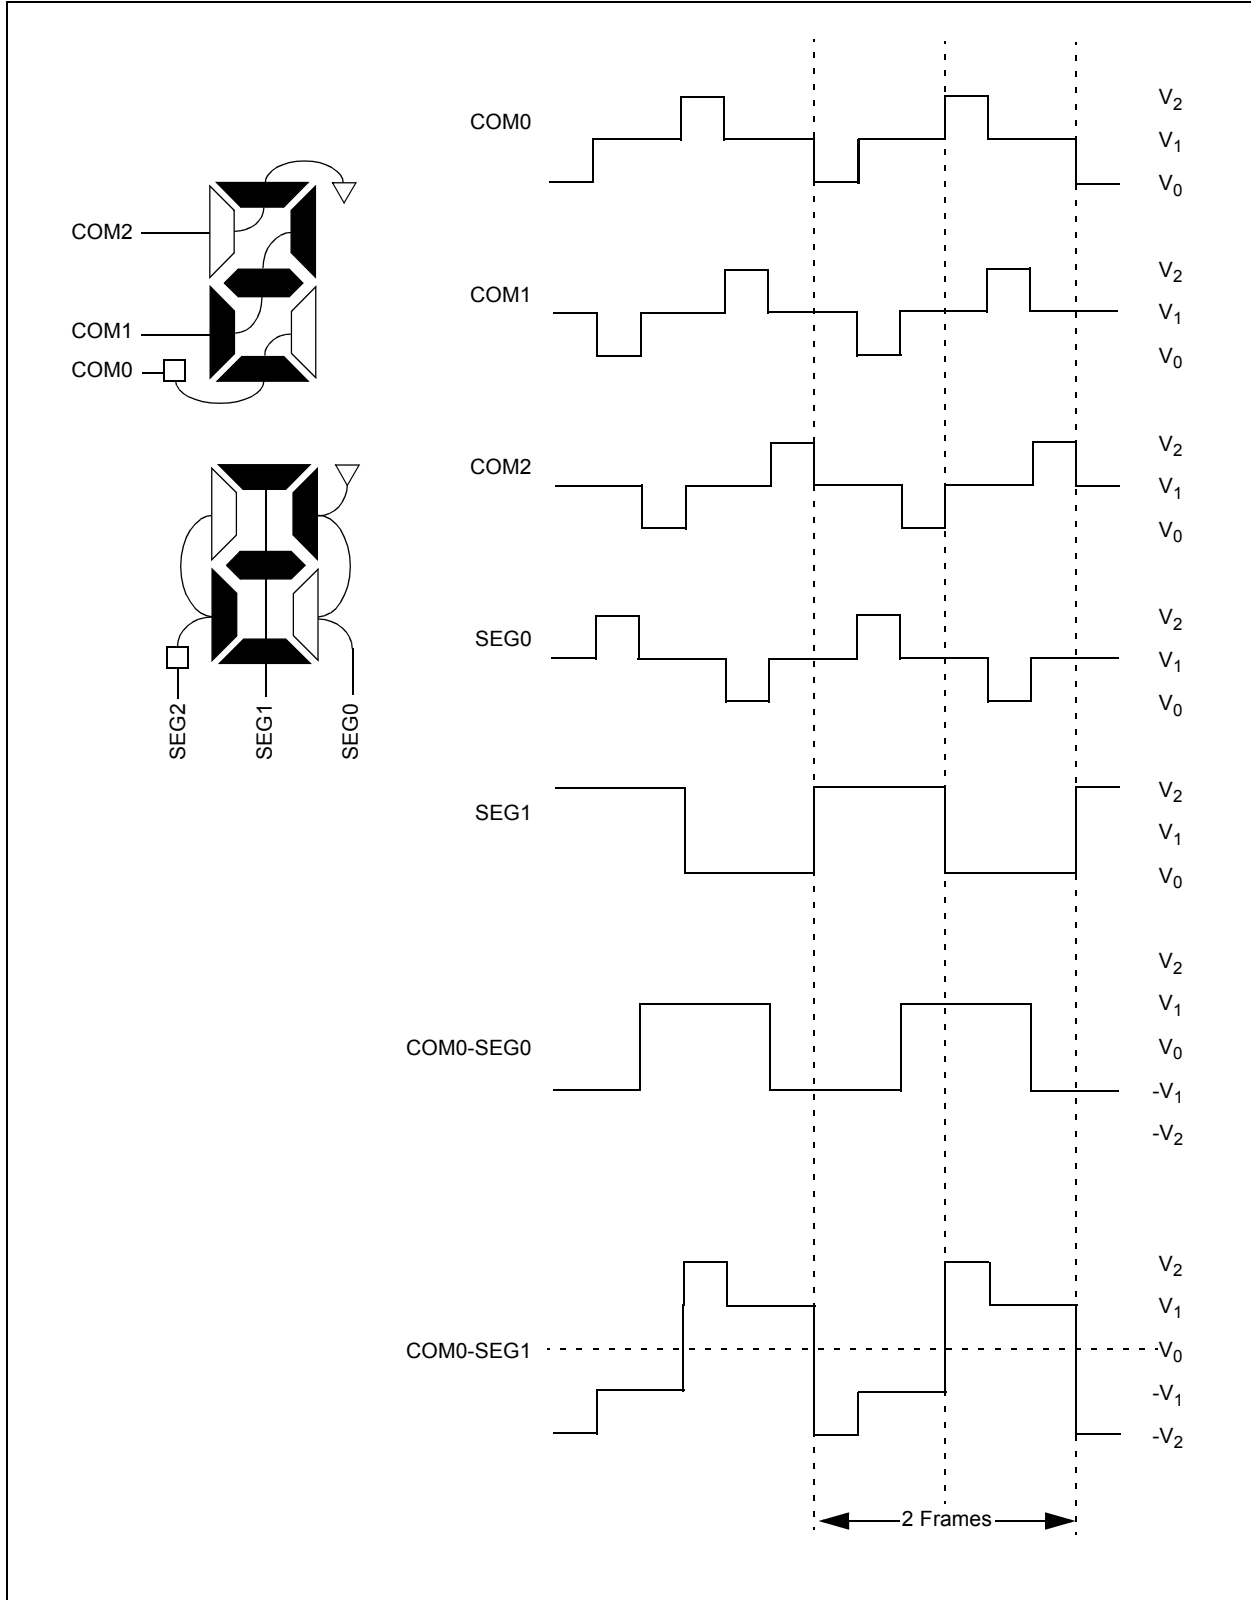 COM0
V2
V1
V0
COM2
COM1
COM0
COM1
V2
V1
V0
COM2
V2
V1
V0
SEG2
SEG1
SEG0
SEG0
V2
V1
V0
SEG1
V2
V1
V0
COM0-SEG0
V2
V1
V0
-V1
-V2
COM0-SEG1
V2
V1
V0
-V1
-V2
2 Frames